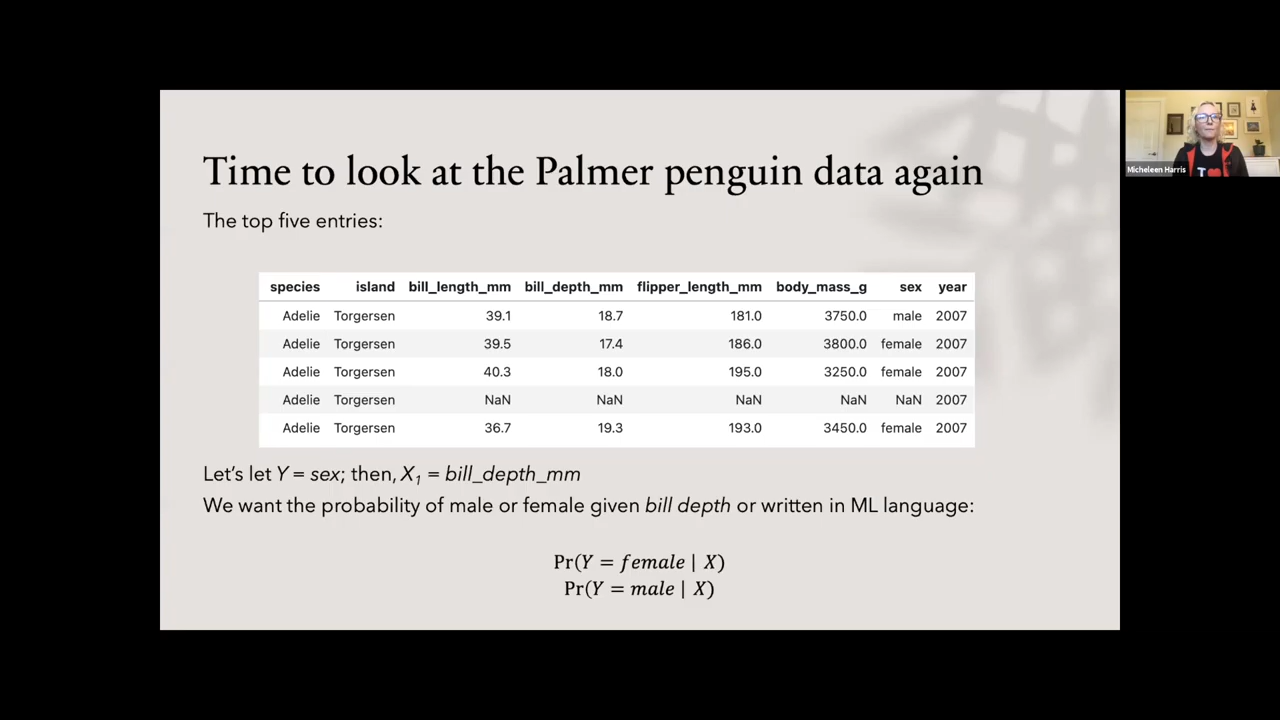 Time to look at the Palmer penguin data again
The top five entries:
species island bill_length_mm bill_depth_mm flipper_length_mm body_mass_g sex year
Adelie Torgersen 39.1 18.7 181.0 3750.0 male 2007
Adelie Torgersen 39.5 17.4 186.0 3800.0 female 2007
Adelie Torgersen 40.3 18.0 195.0 3250.0 female 2007
Adelie Torgersen NaN NaN NaN NaN NaN 2007
Adelie Torgersen 36.7 19.3 193.0 3450.0 female 2007
Let's let Y = sex; then, X₁ = bill_depth_mm
We want the probability of male or female given bill depth or written in ML language:
Pr(Y = female | X)
Pr(Y = male | X)
Micheleen Harris